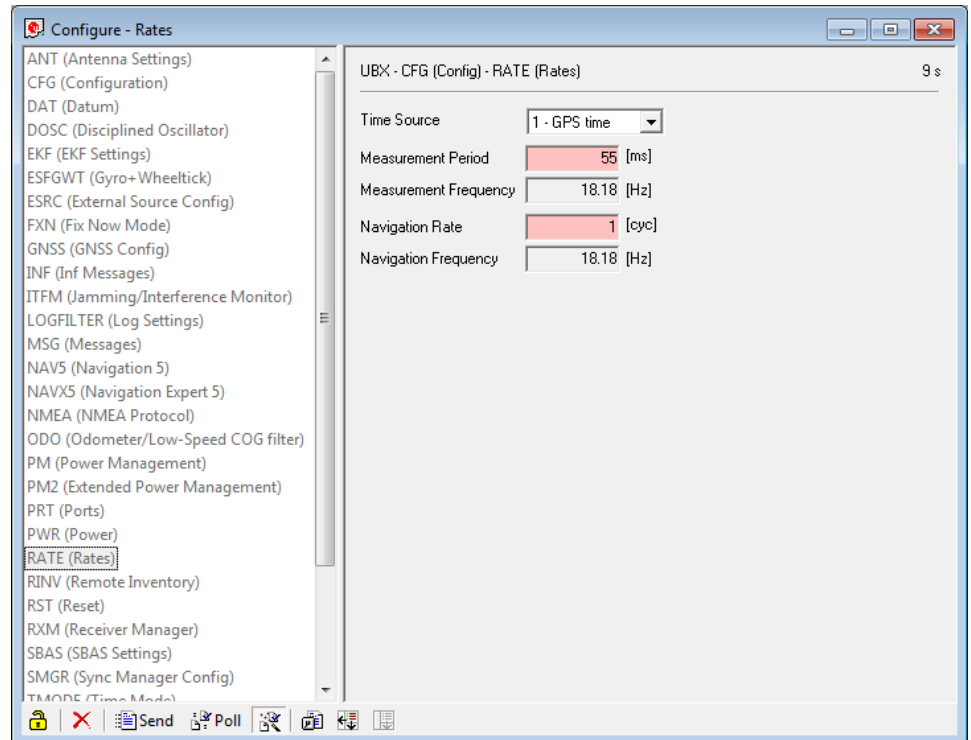 Configure - Rates
ANT (Antenna Settings)
CFG (Configuration)
DAT (Datum)
DOSC (Disciplined Oscillator)
EKF (EKF Settings)
ESFGWT (Gyro+Wheeltick)
ESRC (External Source Config)
FXN (Fix Now Mode)
GNSS (GNSS Config)
INF (Inf Messages)
ITFM (Jamming/Interference Monitor)
LOGFILTER (Log Settings)
MSG (Messages)
NAV5 (Navigation 5)
NAVX5 (Navigation Expert 5)
NMEA (NMEA Protocol)
ODO (Odometer/Low-Speed COG filter)
PM (Power Management)
PM2 (Extended Power Management)
PRT (Ports)
PWR (Power)
RATE (Rates)
RINV (Remote Inventory)
RST (Reset)
RXM (Receiver Manager)
SBAS (SBAS Settings)
SMGR (Sync Manager Config)
TMODE (Time Mode)
UBX - CFG (Config) - RATE (Rates) 9 s
Time Source 1 - GPS time
Measurement Period 55 [ms]
Measurement Frequency 18.18 [Hz]
Navigation Rate 1 [cyc]
Navigation Frequency 18.18 [Hz]
Send Poll